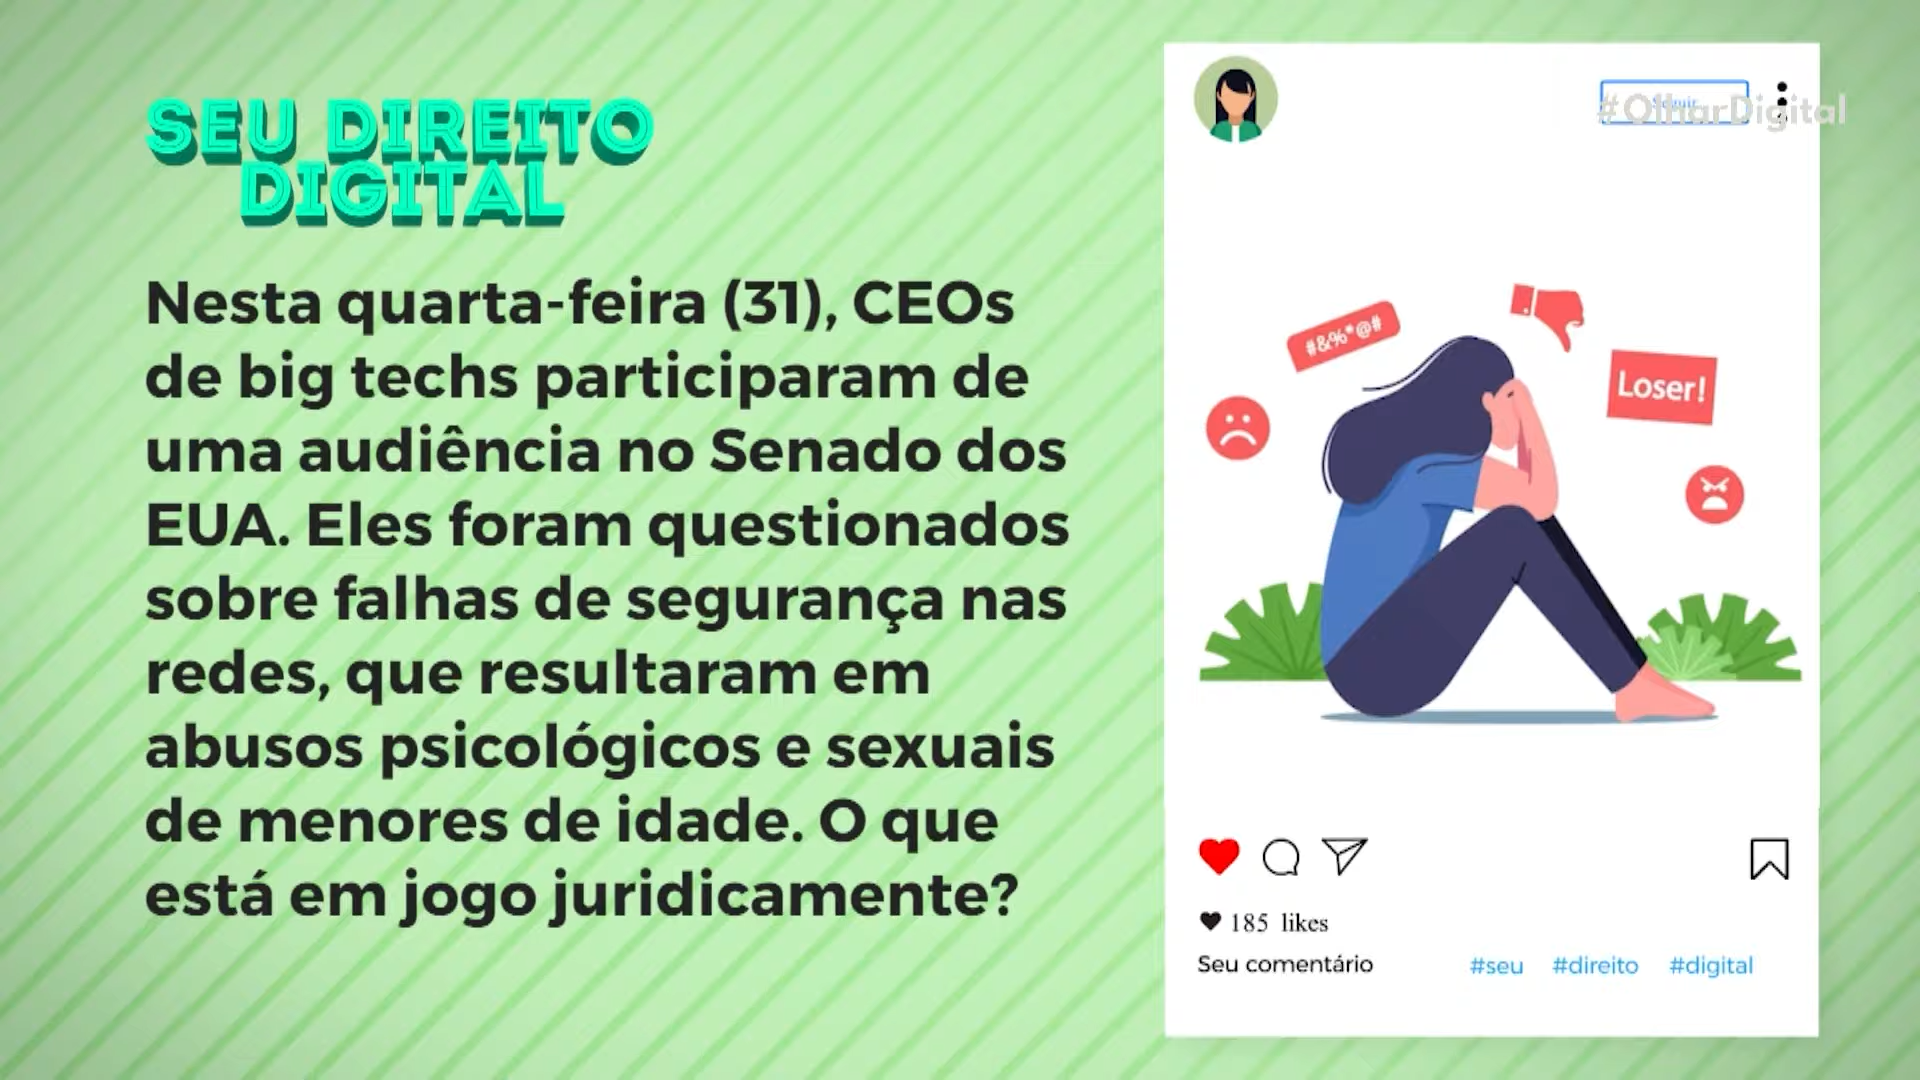 SEU DIREITO
DIGITAL
Nesta quarta-feira (31), CEOs
de big techs participaram de
uma audiência no Senado dos
EUA. Eles foram questionados
sobre falhas de segurança nas
redes, que resultaram em
abusos psicológicos e sexuais
de menores de idade. O que
está em jogo juridicamente?
#OlharDigital
#&%*@#
Loser!
185 likes
Seu comentário #seu #direito #digital